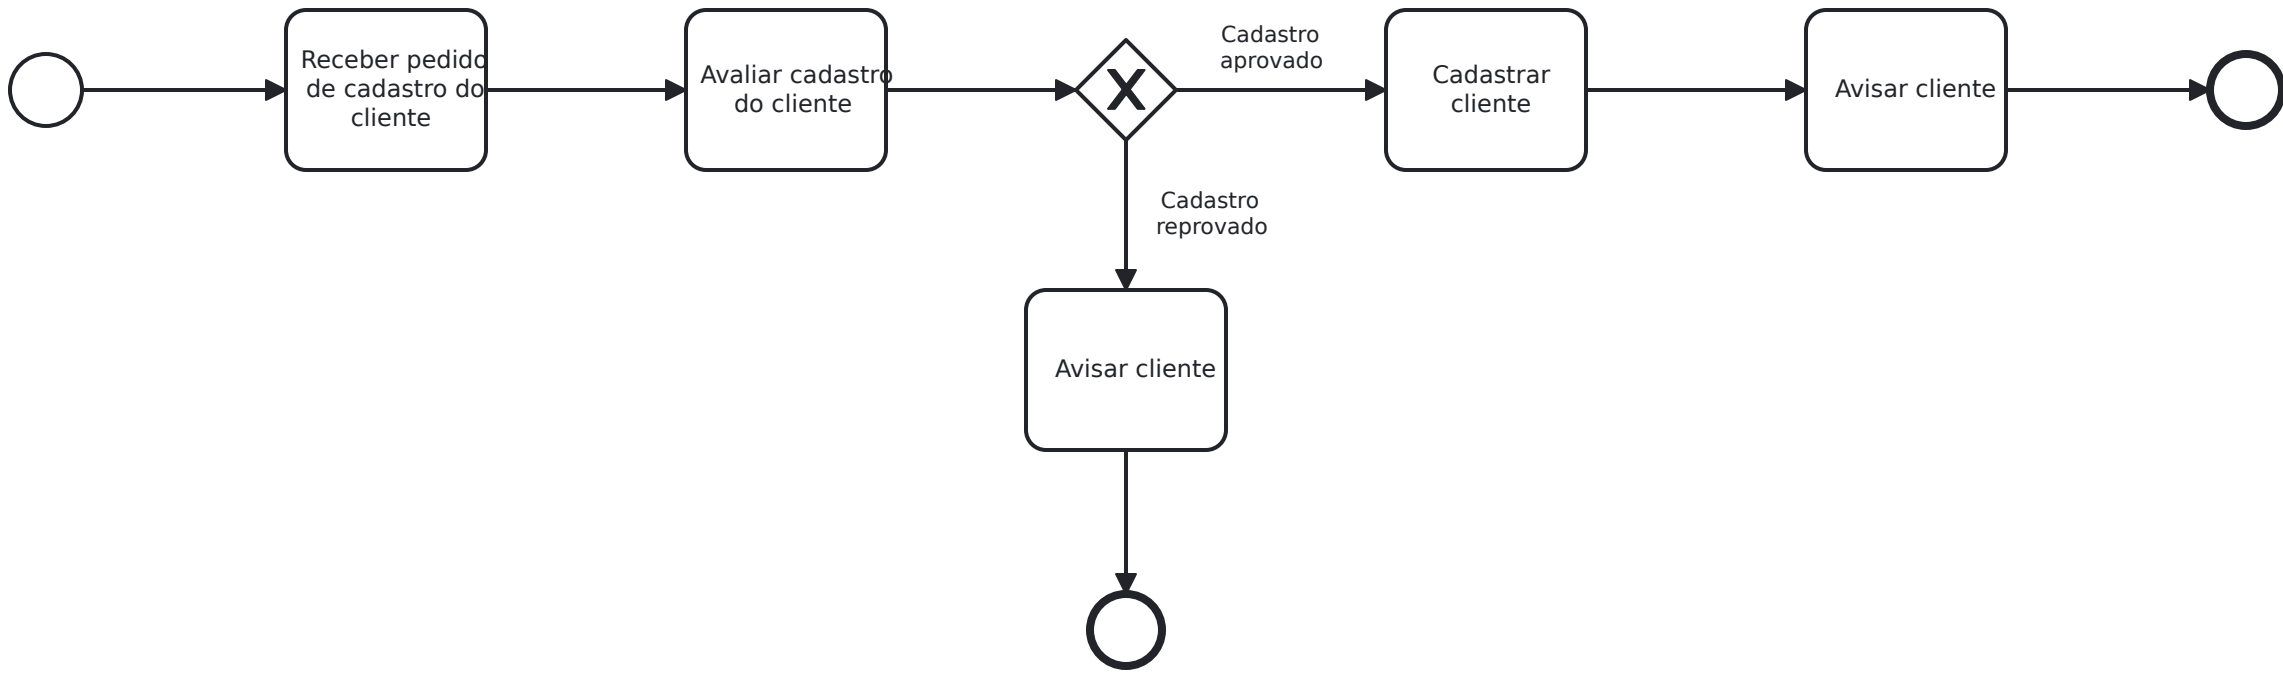 Receber pedido
de cadastro do
cliente
Avaliar cadastro
do cliente
X
Cadastro
aprovado
Cadastrar
cliente
Avisar cliente
Cadastro
reprovado
Avisar cliente